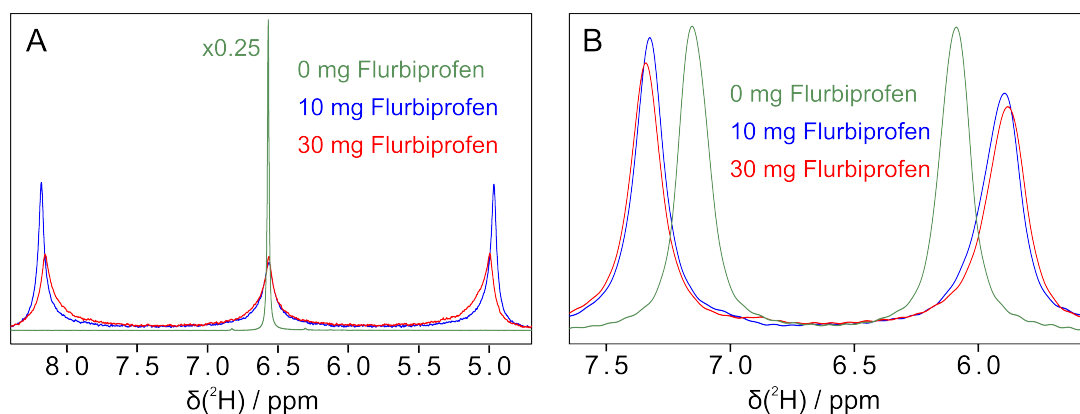 A
x0.25
0 mg Flurbiprofen
10 mg Flurbiprofen
30 mg Flurbiprofen
8.0 7.5 7.0 6.5 6.0 5.5 5.0
δ(²H) / ppm
B
0 mg Flurbiprofen
10 mg Flurbiprofen
30 mg Flurbiprofen
7.5 7.0 6.5 6.0
δ(²H) / ppm